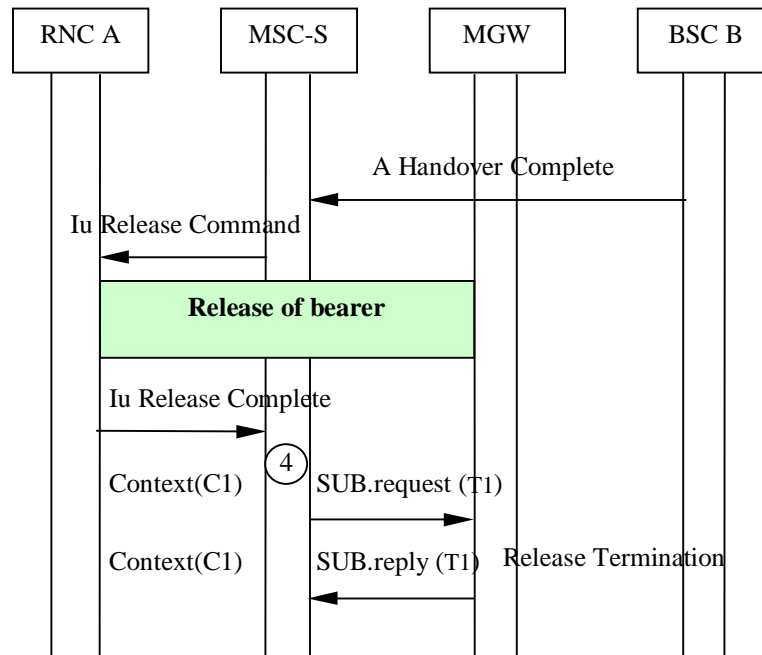 RNC A
MSC-S
MGW
BSC B
A Handover Complete
Iu Release Command
Release of bearer
Iu Release Complete
4
Context(C1)
SUB.request (T1)
Context(C1)
SUB.reply (T1)
Release Termination